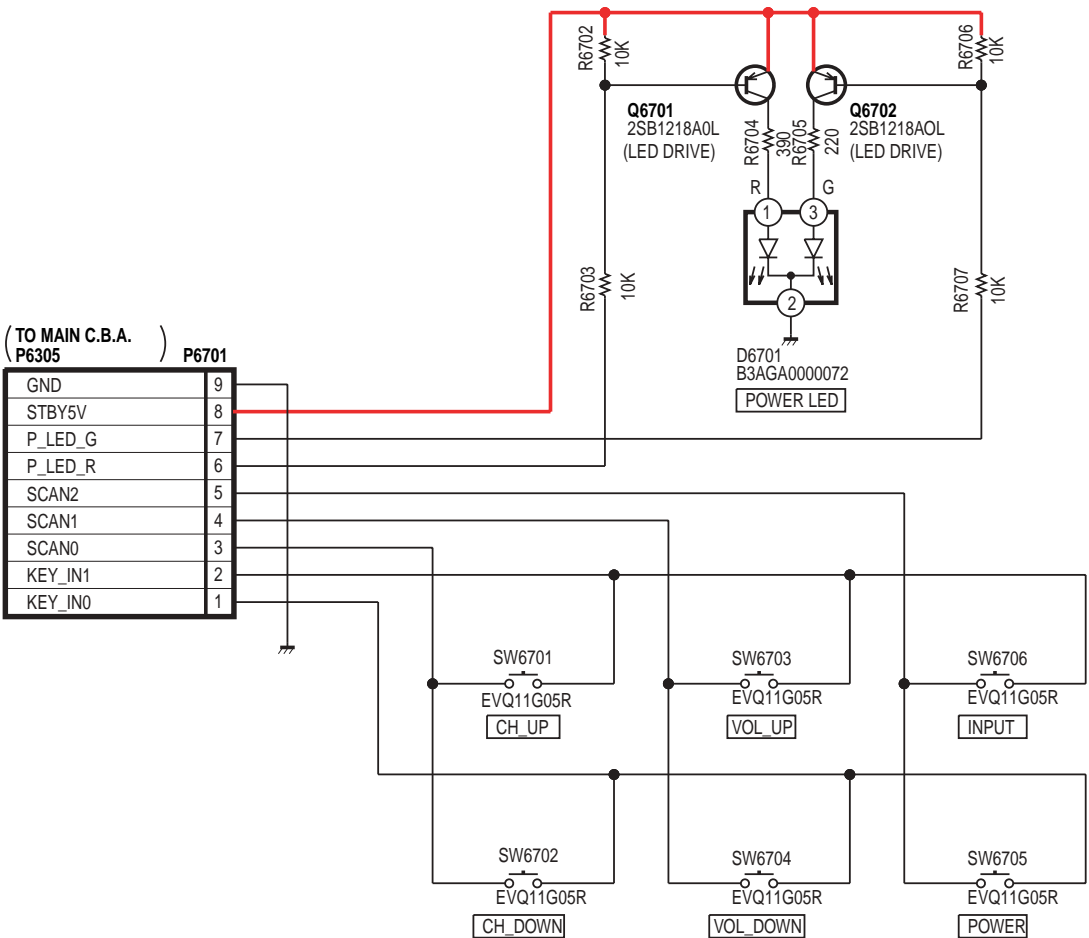 R6702
10K
R6706
10K
Q6701
2SB1218A0L
(LED DRIVE)
R6704
390
R6705
220
Q6702
2SB1218AOL
(LED DRIVE)
R
G
1
3
2
R6703
10K
R6707
10K
D6701
B3AGA0000072
POWER LED
(TO MAIN C.B.A.)
P6305
P6701
GND 9
STBY5V 8
P_LED_G 7
P_LED_R 6
SCAN2 5
SCAN1 4
SCAN0 3
KEY_IN1 2
KEY_IN0 1
SW6701
EVQ11G05R
CH_UP
SW6703
EVQ11G05R
VOL_UP
SW6706
EVQ11G05R
INPUT
SW6702
EVQ11G05R
CH_DOWN
SW6704
EVQ11G05R
VOL_DOWN
SW6705
EVQ11G05R
POWER